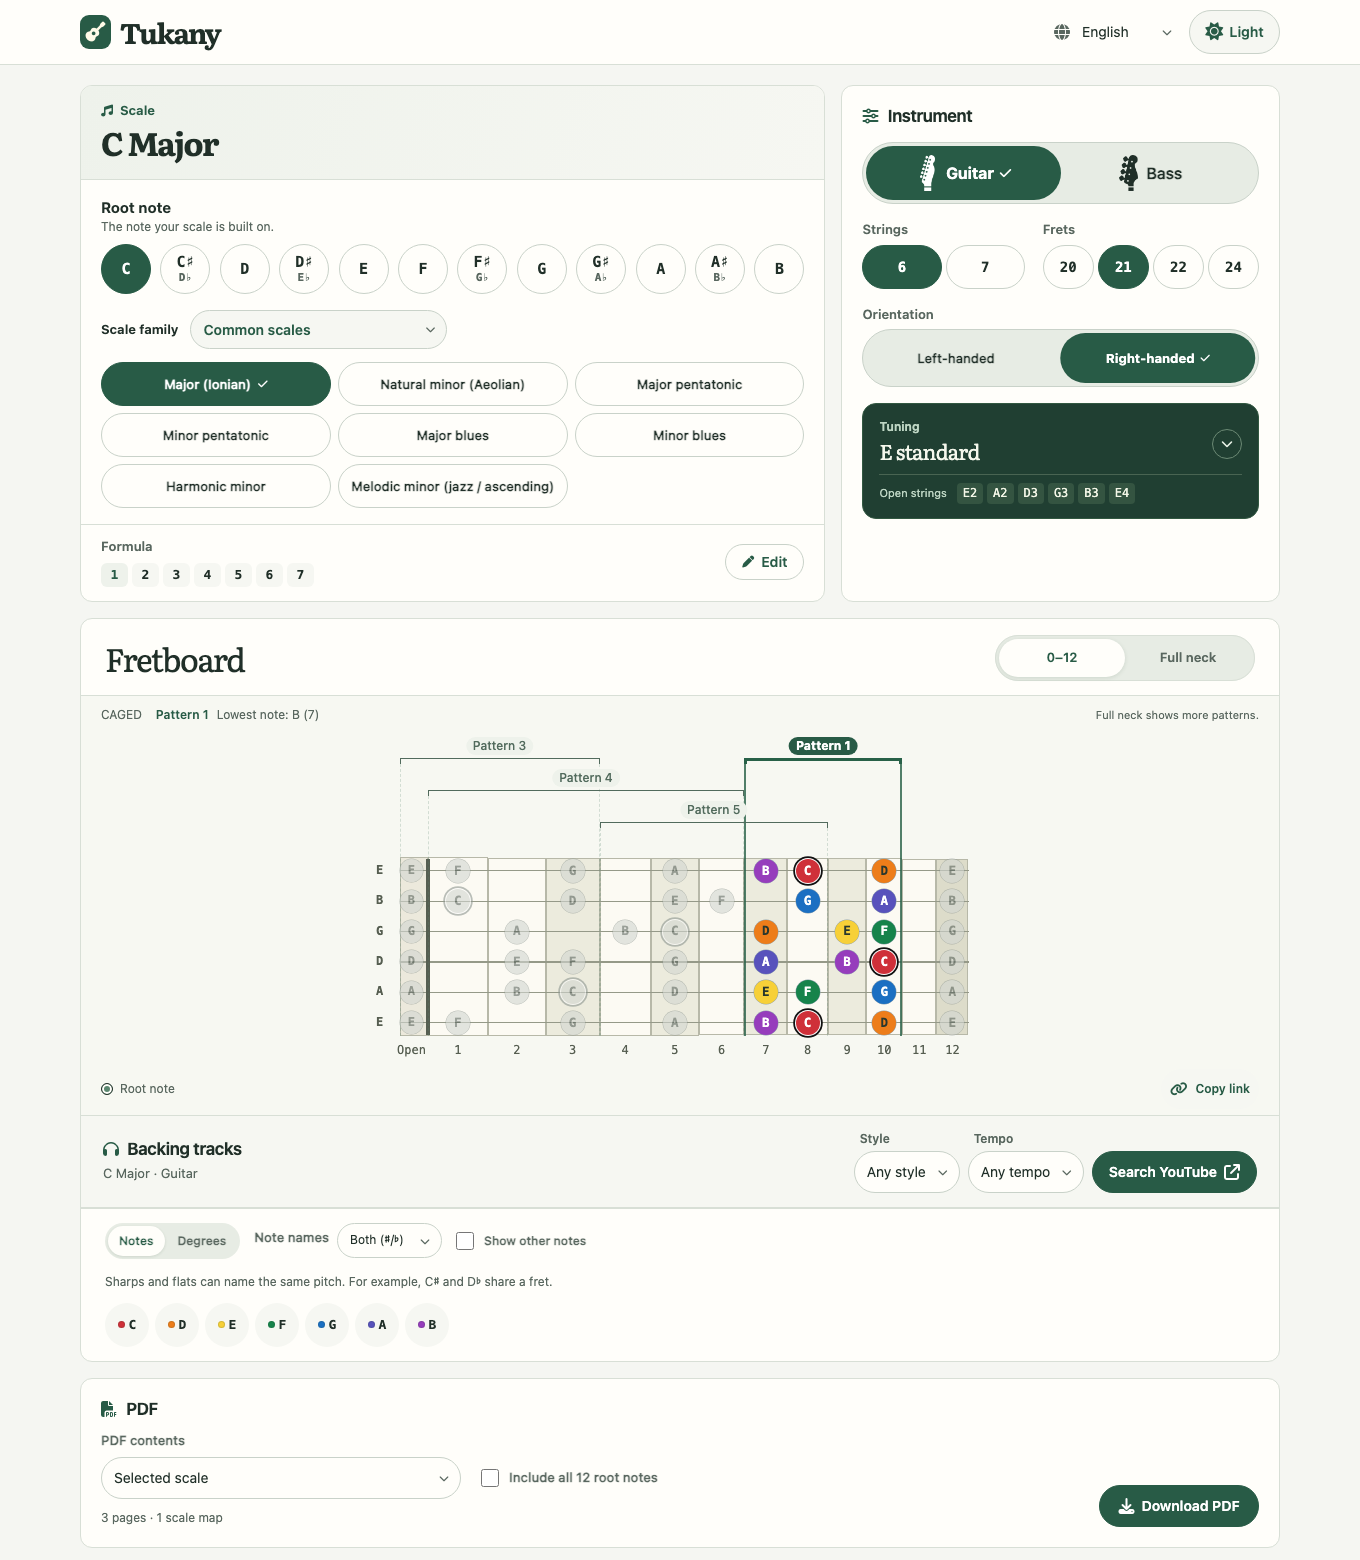 Tukany
English
Light
Scale
C Major
Root note
The note your scale is built on.
C C♯ D♭ D D♯ E♭ E F F♯ G♭ G G♯ A♭ A A♯ B♭ B
Scale family Common scales
Major (Ionian) Natural minor (Aeolian) Major pentatonic
Minor pentatonic Major blues Minor blues
Harmonic minor Melodic minor (jazz / ascending)
Formula
1 2 3 4 5 6 7
Edit
Instrument
Guitar Bass
Strings Frets
6 7 20 21 22 24
Orientation
Left-handed Right-handed
Tuning
E standard
Open strings E2 A2 D3 G3 B3 E4
Fretboard
0–12 Full neck
CAGED Pattern 1 Lowest note: B (7)
Full neck shows more patterns.
Pattern 3 Pattern 1
Pattern 4
Pattern 5
E E F G A B C D E
B B C D E F G A B
G G A B C D E F G
D D E F G A B C D
A A B C D E F G A
E E F G A B C D E
Open 1 2 3 4 5 6 7 8 9 10 11 12
Root note
Copy link
Backing tracks
C Major · Guitar
Style Tempo
Any style Any tempo Search YouTube
Notes Degrees Note names Both (♯/♭) Show other notes
Sharps and flats can name the same pitch. For example, C♯ and D♭ share a fret.
C D E F G A B
PDF
PDF contents
Selected scale Include all 12 root notes
3 pages · 1 scale map
Download PDF